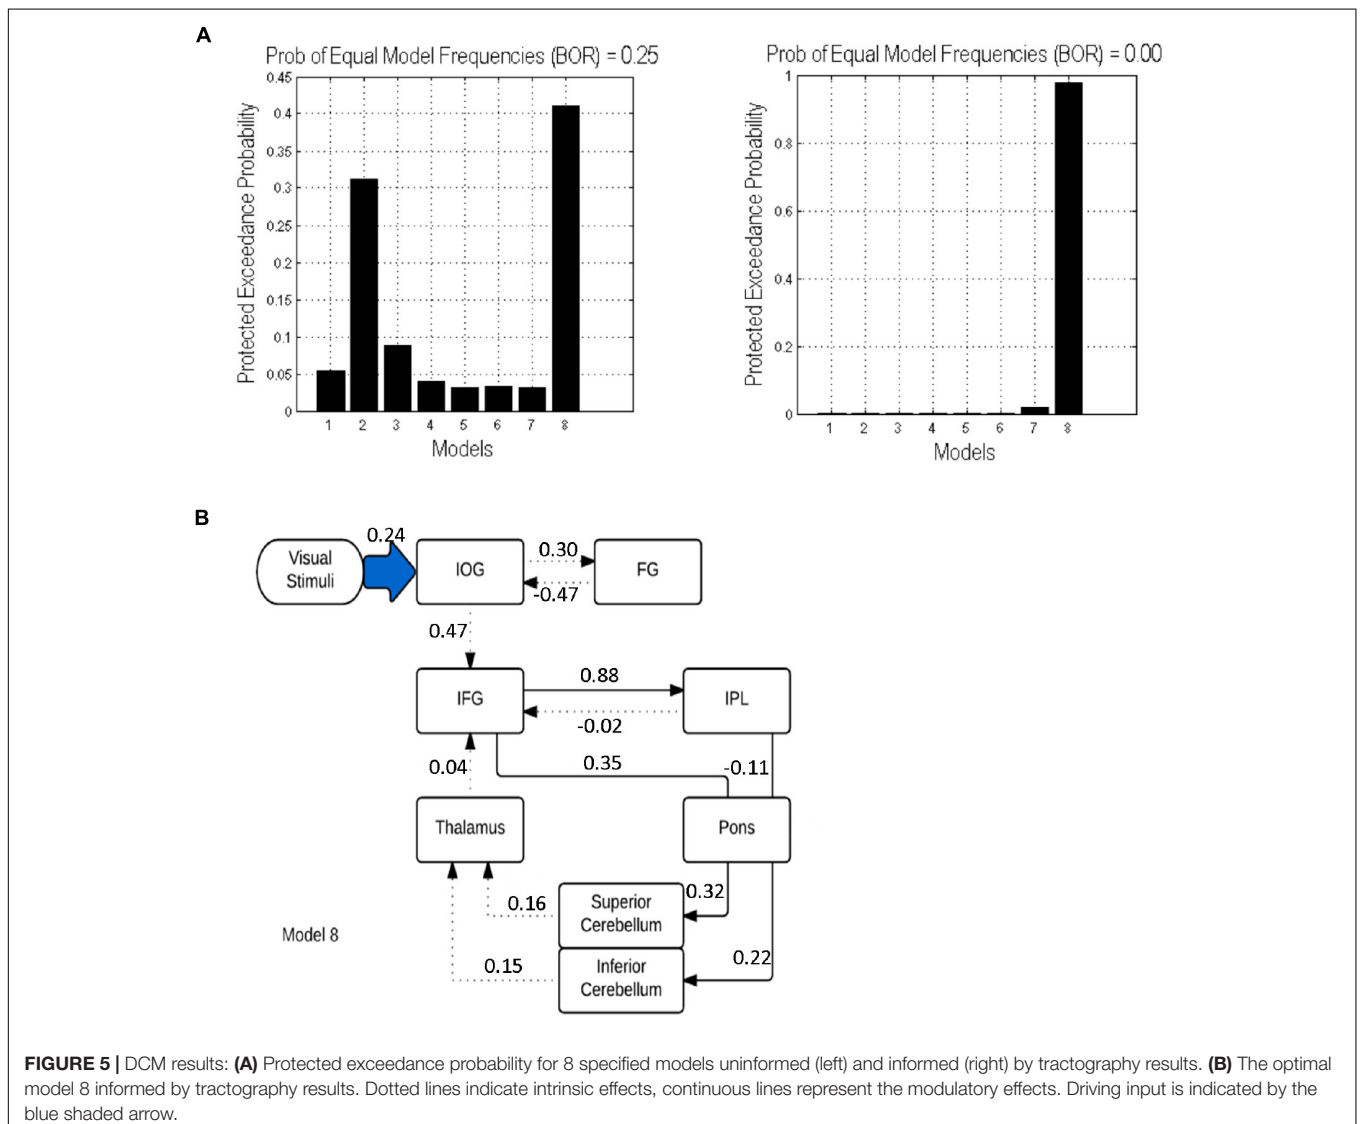 A
Prob of Equal Model Frequencies (BOR) = 0.25
Protected Exceedance Probability
0.45
0.4
0.35
0.3
0.25
0.2
0.15
0.1
0.05
0
1 2 3 4 5 6 7 8
Models
Prob of Equal Model Frequencies (BOR) = 0.00
Protected Exceedance Probability
1
0.8
0.6
0.4
0.2
0
1 2 3 4 5 6 7 8
Models
B
Visual
Stimuli
0.24
IOG
0.30
-0.47
FG
0.47
IFG
0.88
-0.02
IPL
0.04
0.35
-0.11
Thalamus
Pons
0.16
Superior
Cerebellum
0.32
0.15
Inferior
Cerebellum
0.22
Model 8
FIGURE 5 | DCM results: (A) Protected exceedance probability for 8 specified models uninformed (left) and informed (right) by tractography results. (B) The optimal
model 8 informed by tractography results. Dotted lines indicate intrinsic effects, continuous lines represent the modulatory effects. Driving input is indicated by the
blue shaded arrow.